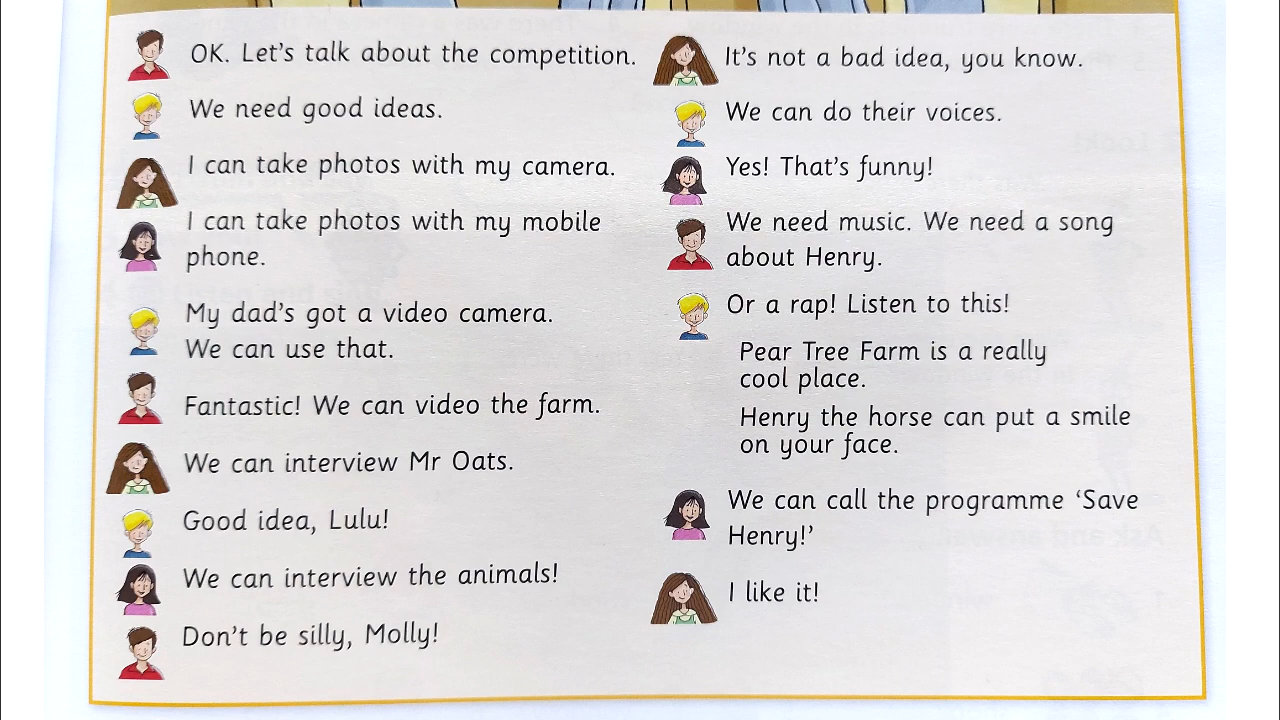 OK. Let's talk about the competition.
We need good ideas.
I can take photos with my camera.
I can take photos with my mobile
phone.
My dad's got a video camera.
We can use that.
Fantastic! We can video the farm.
We can interview Mr Oats.
Good idea, Lulu!
We can interview the animals!
Don't be silly, Molly!
It's not a bad idea, you know.
We can do their voices.
Yes! That's funny!
We need music. We need a song
about Henry.
Or a rap! Listen to this!
Pear Tree Farm is a really
cool place.
Henry the horse can put a smile
on your face.
We can call the programme ‘Save
Henry!’
I like it!